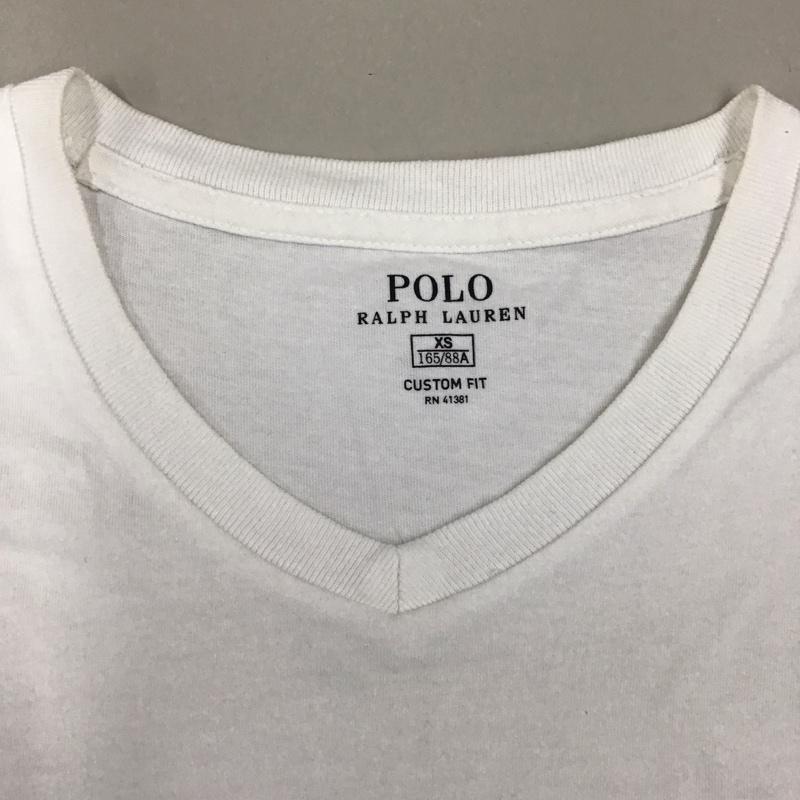 POLO
RALPH LAUREN
XS
165/88A
CUSTOM FIT
RN 41381